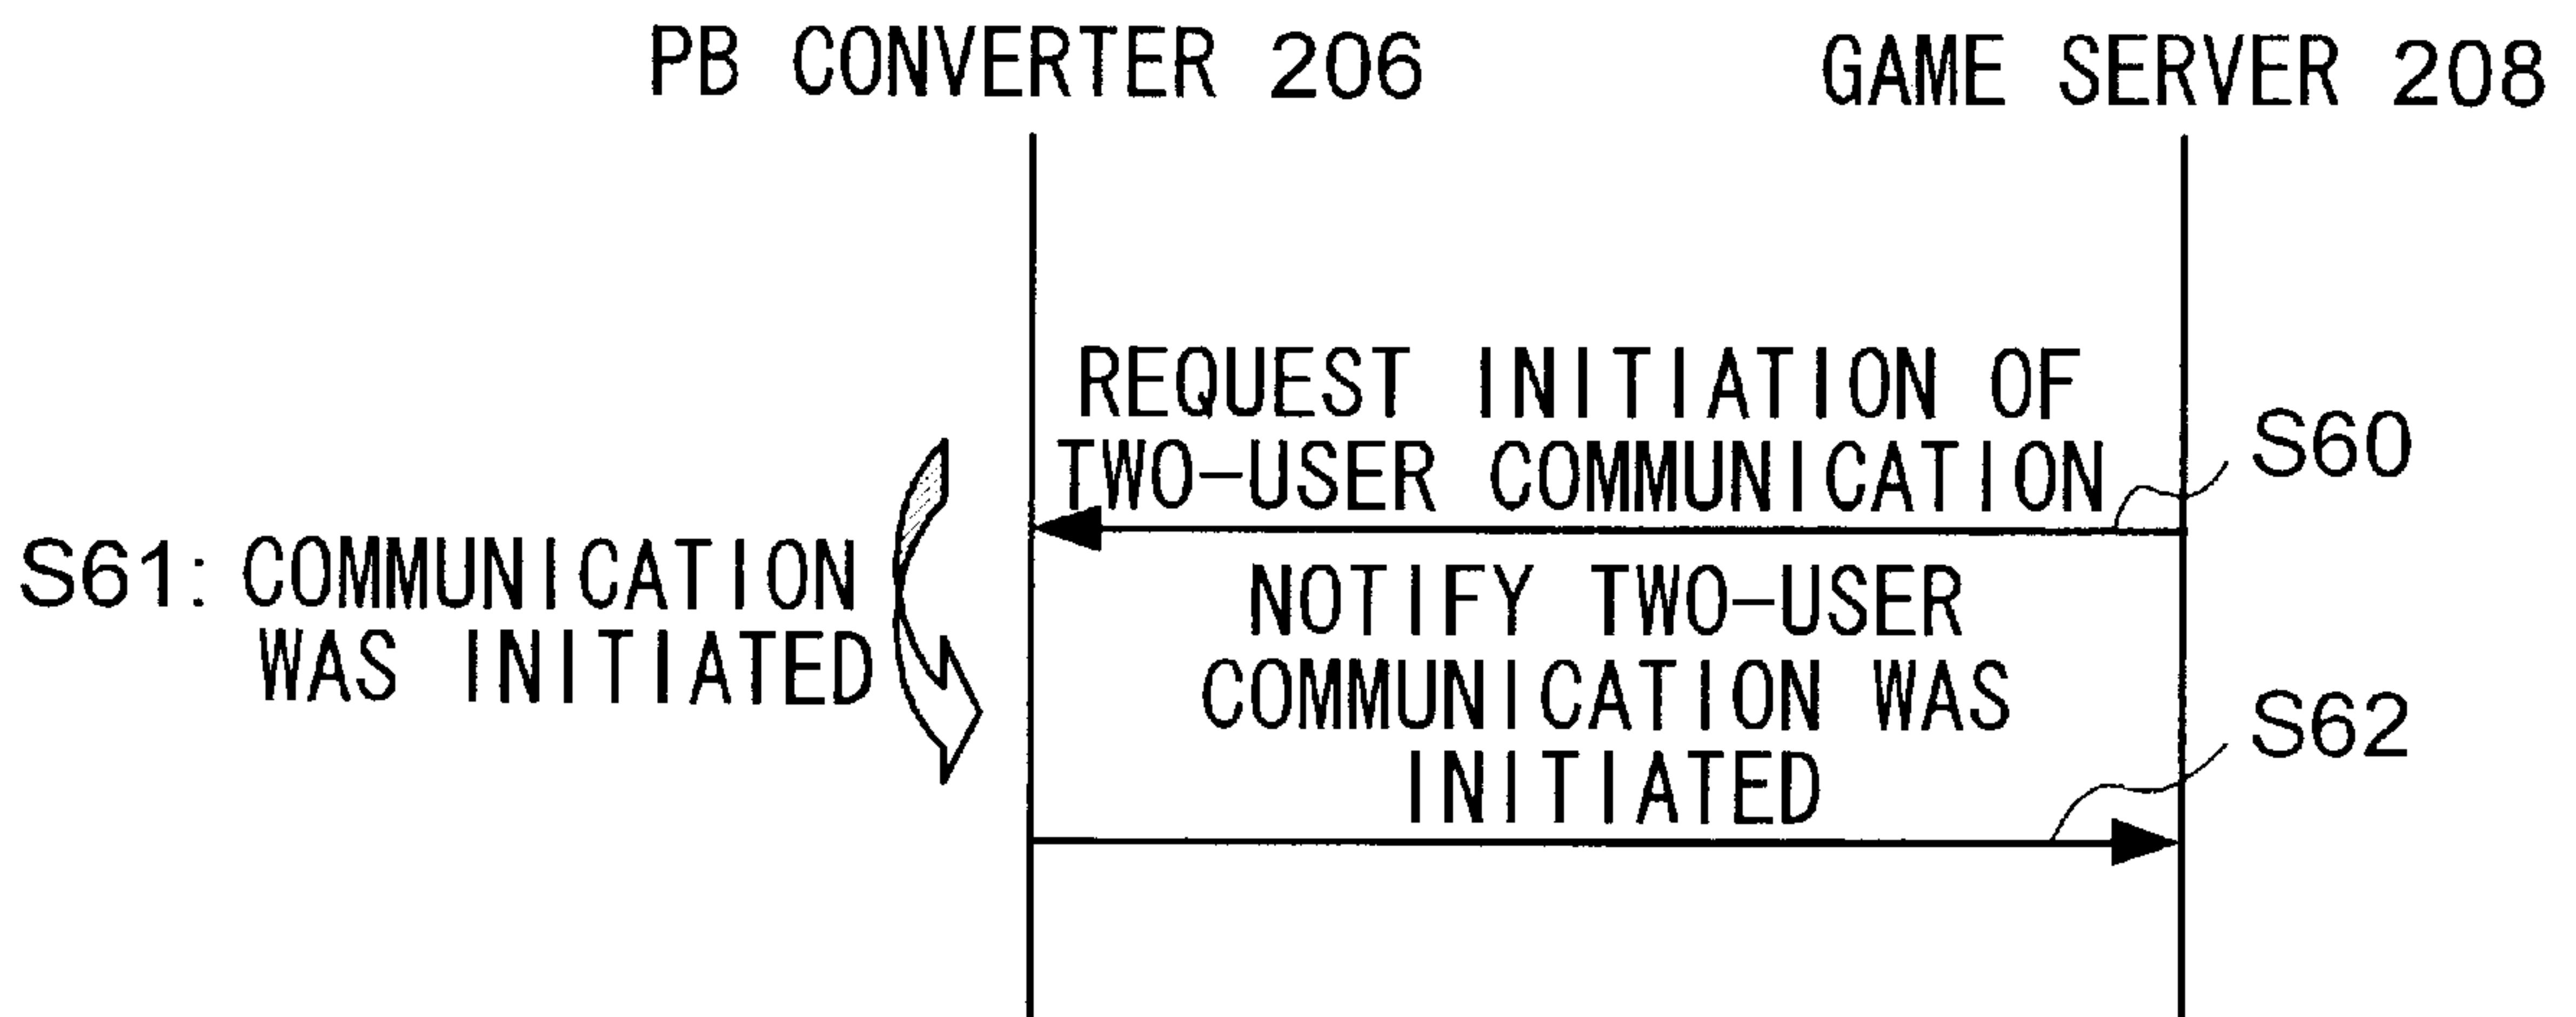 PB CONVERTER 206
GAME SERVER 208
REQUEST INITIATION OF
TWO-USER COMMUNICATION
S60
S61: COMMUNICATION
WAS INITIATED
NOTIFY TWO-USER
COMMUNICATION WAS
INITIATED
S62